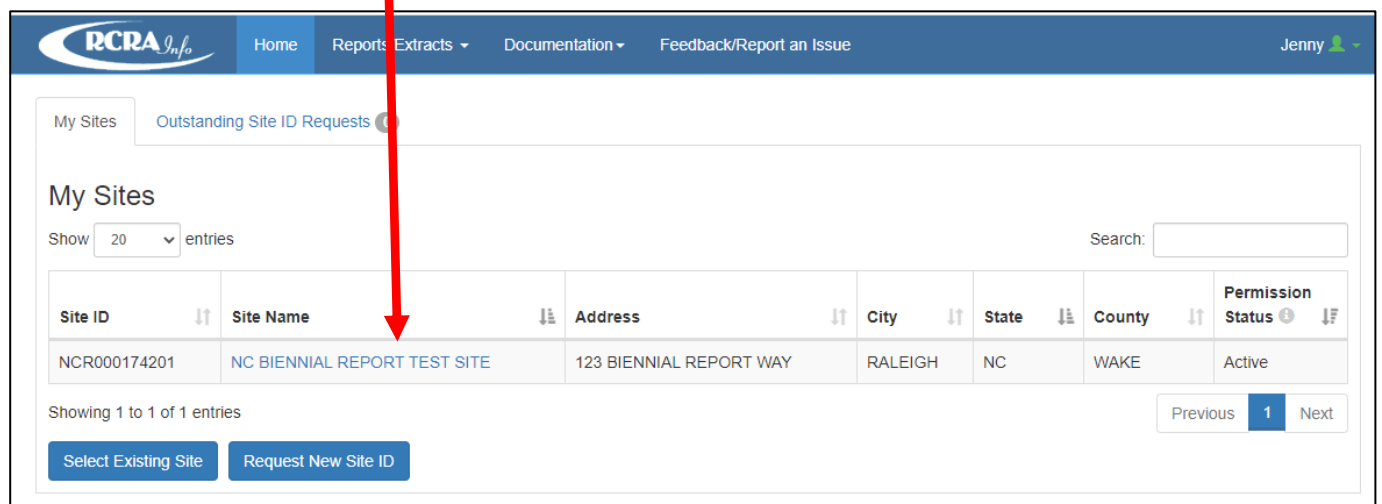 RCRA Info Home Reports Extracts Documentation Feedback/Report an Issue Jenny
My Sites Outstanding Site ID Requests
My Sites
Show 20 entries Search:
Site ID Site Name Address City State County Permission Status
NCR000174201 NC BIENNIAL REPORT TEST SITE 123 BIENNIAL REPORT WAY RALEIGH NC WAKE Active
Showing 1 to 1 of 1 entries Previous 1 Next
Select Existing Site Request New Site ID